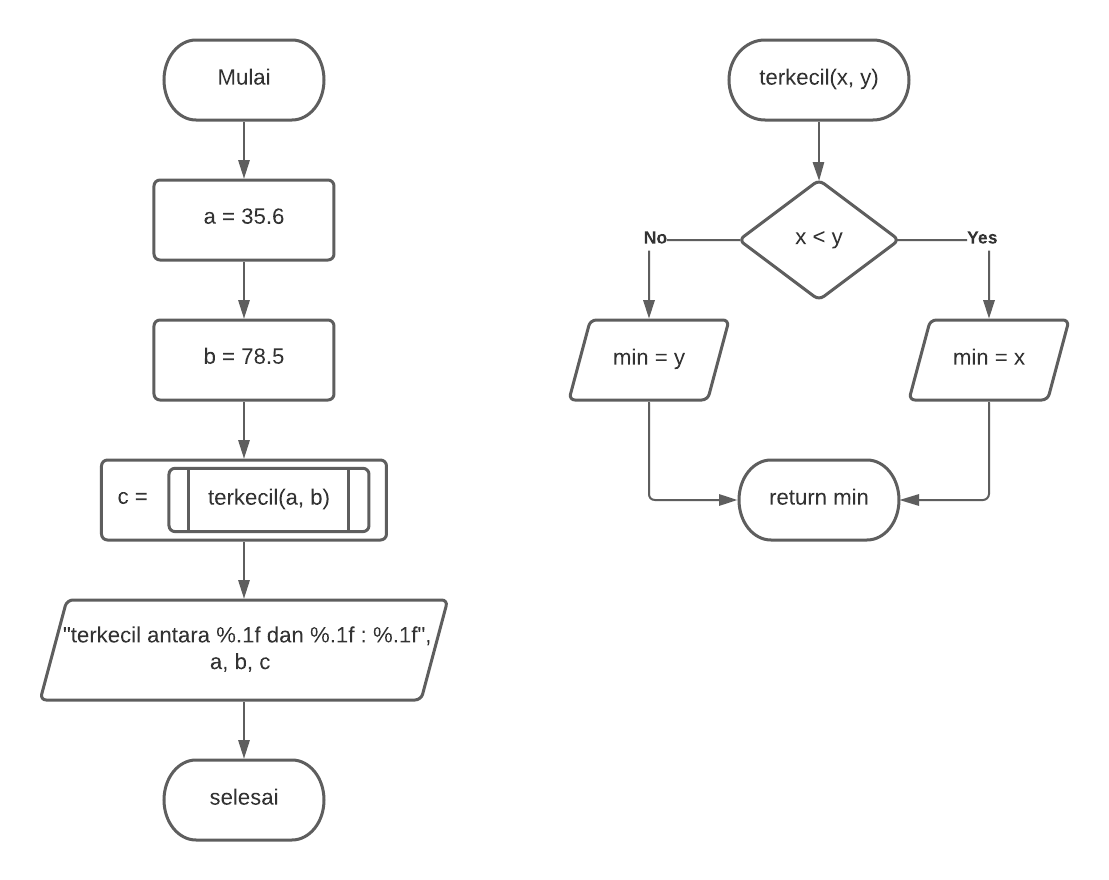 Mulai
a = 35.6
b = 78.5
c =
terkecil(a, b)
"terkecil antara %.1f dan %.1f : %.1f",
a, b, c
selesai
terkecil(x, y)
x < y
No
Yes
min = y
min = x
return min